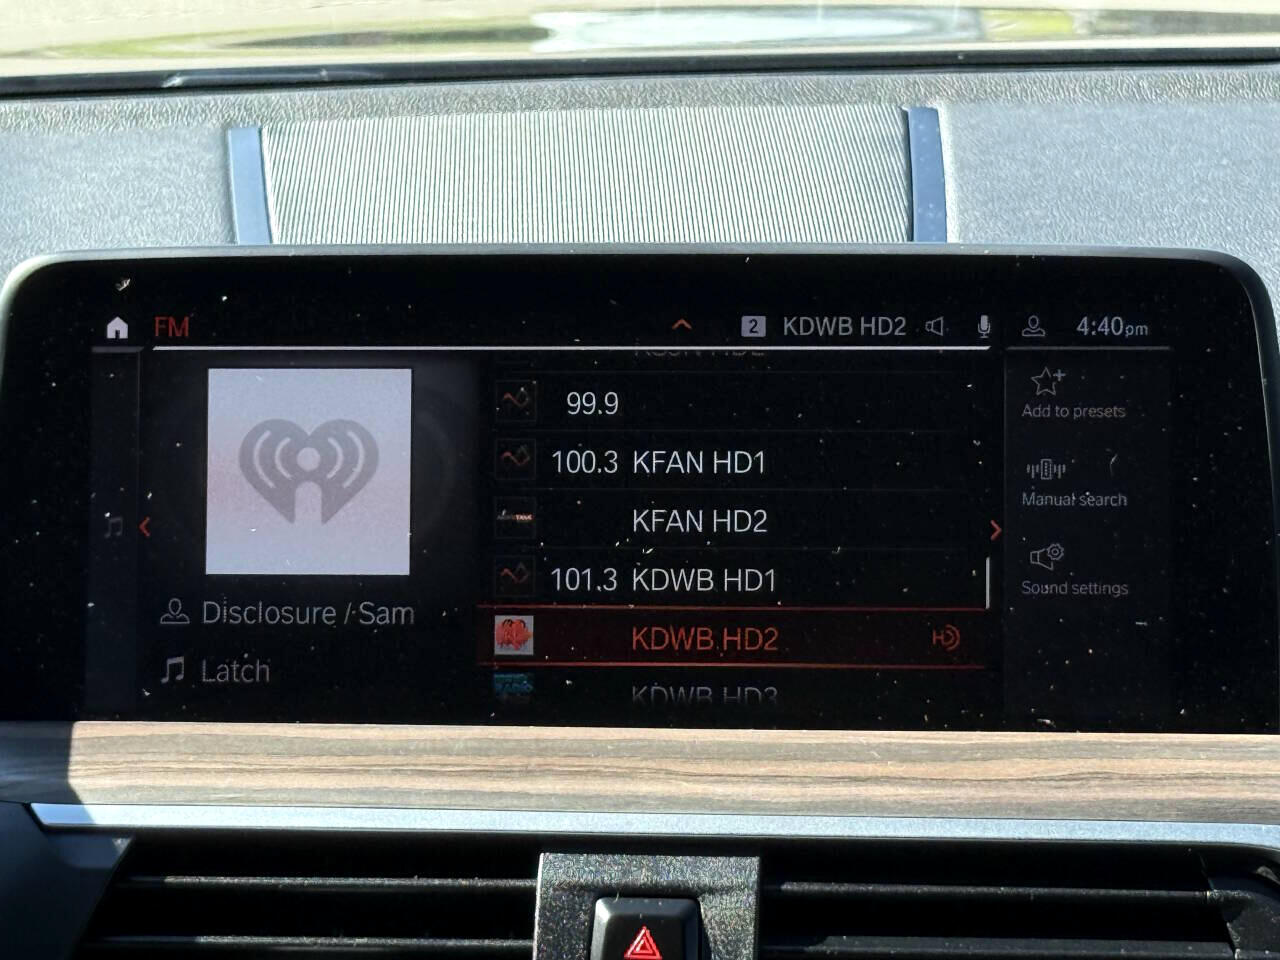 FM
2 KDWB HD2
4:40pm
99.9
100.3 KFAN HD1
KFAN HD2
101.3 KDWB HD1
KDWB HD2 HD
KDWB HD3
Disclosure / Sam
Latch
Add to presets
Manual search
Sound settings